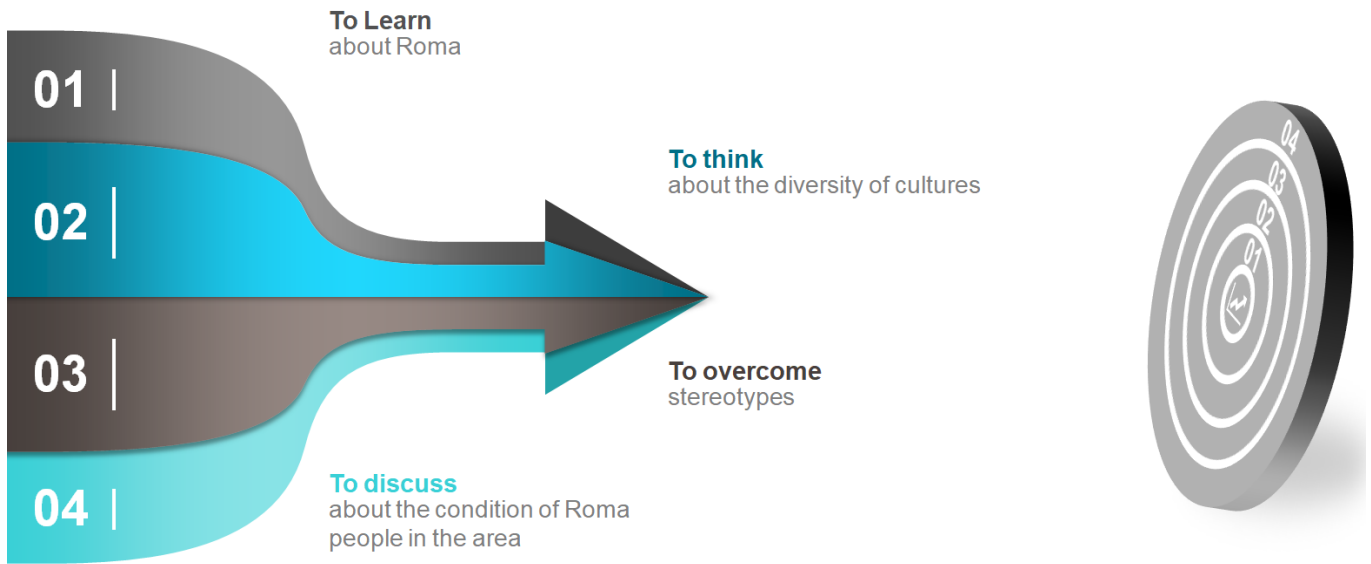 To Learn
about Roma
01
To think
about the diversity of cultures
02
03
To overcome
stereotypes
04
To discuss
about the condition of Roma
people in the area
04
03
02
01